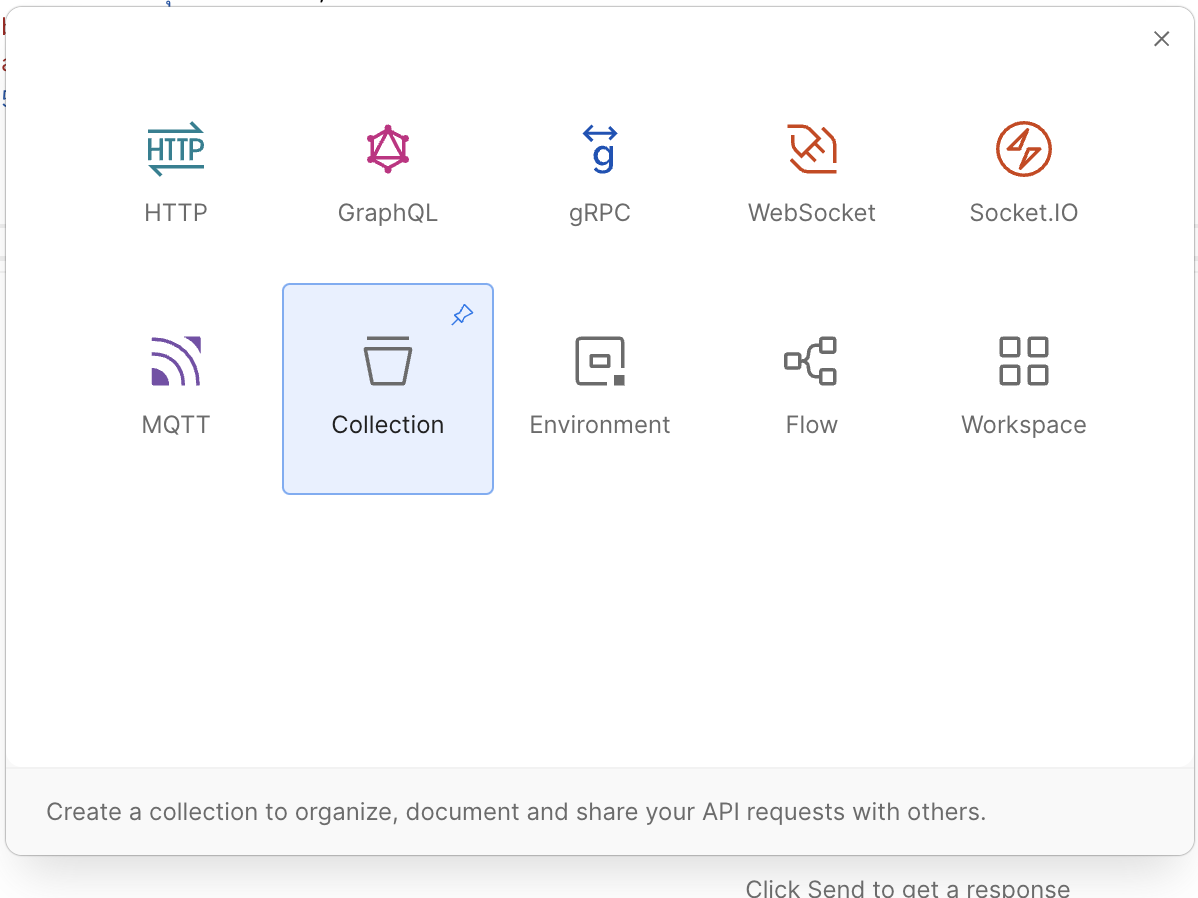 HTTP
HTTP GraphQL gRPC WebSocket Socket.IO
MQTT Collection Environment Flow Workspace
Create a collection to organize, document and share your API requests with others.
Click Send to get a response